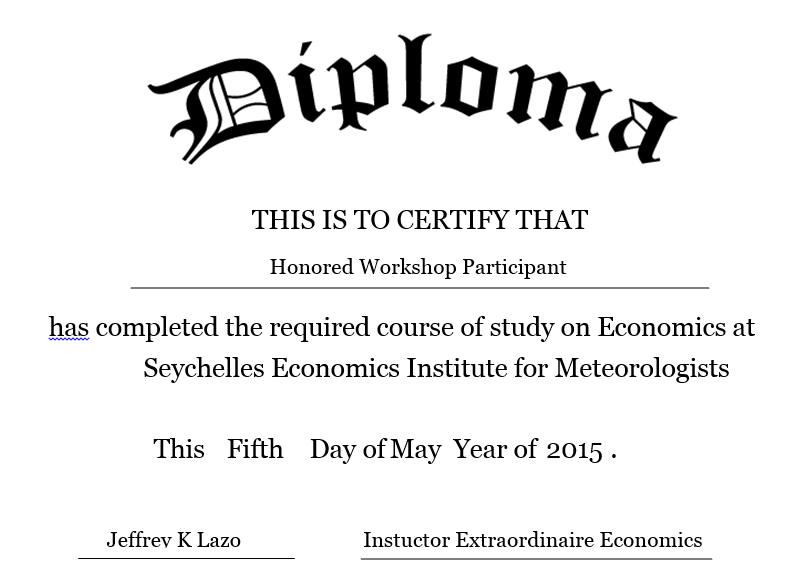 Diploma
THIS IS TO CERTIFY THAT
Honored Workshop Participant
has completed the required course of study on Economics at
Seychelles Economics Institute for Meteorologists
This Fifth Day of May Year of 2015 .
Jeffrey K Lazo Instuctor Extraordinaire Economics